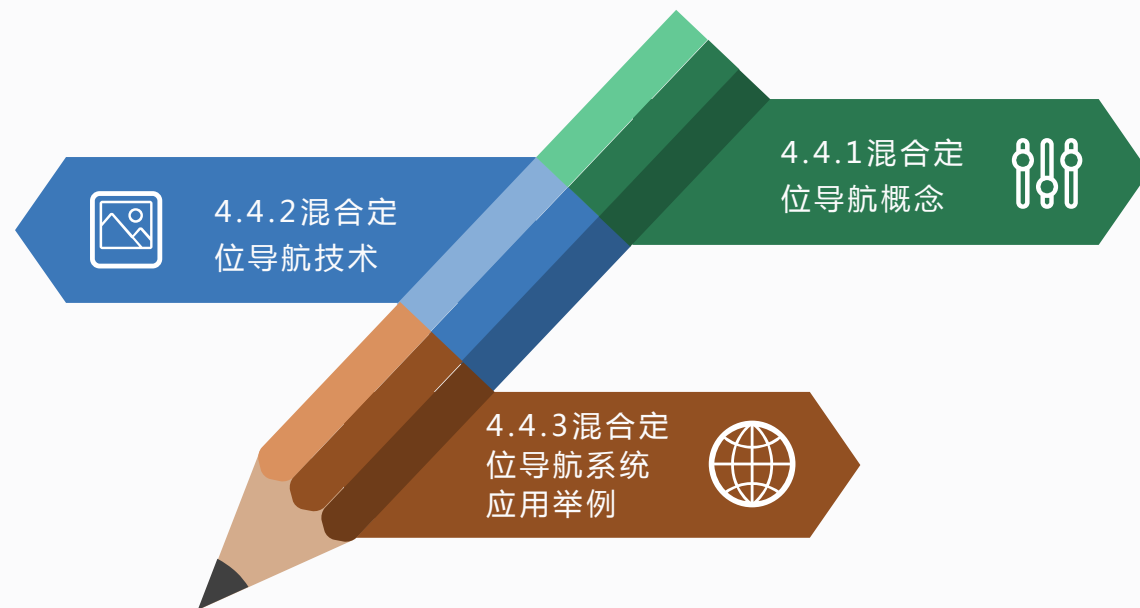 4.4.1混合定
位导航概念
4.4.2混合定
位导航技术
4.4.3混合定
位导航系统
应用举例